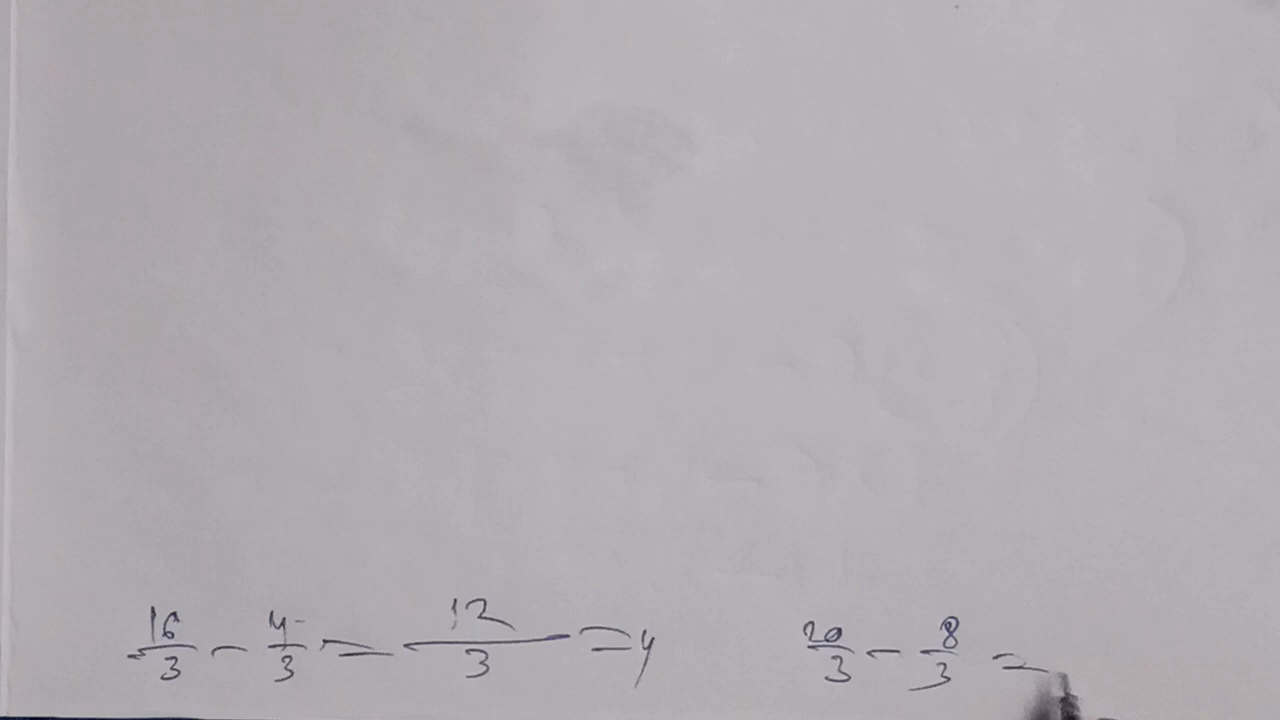 16/3 - 4/3 = 12/3 = 4
20/3 - 8/3 =